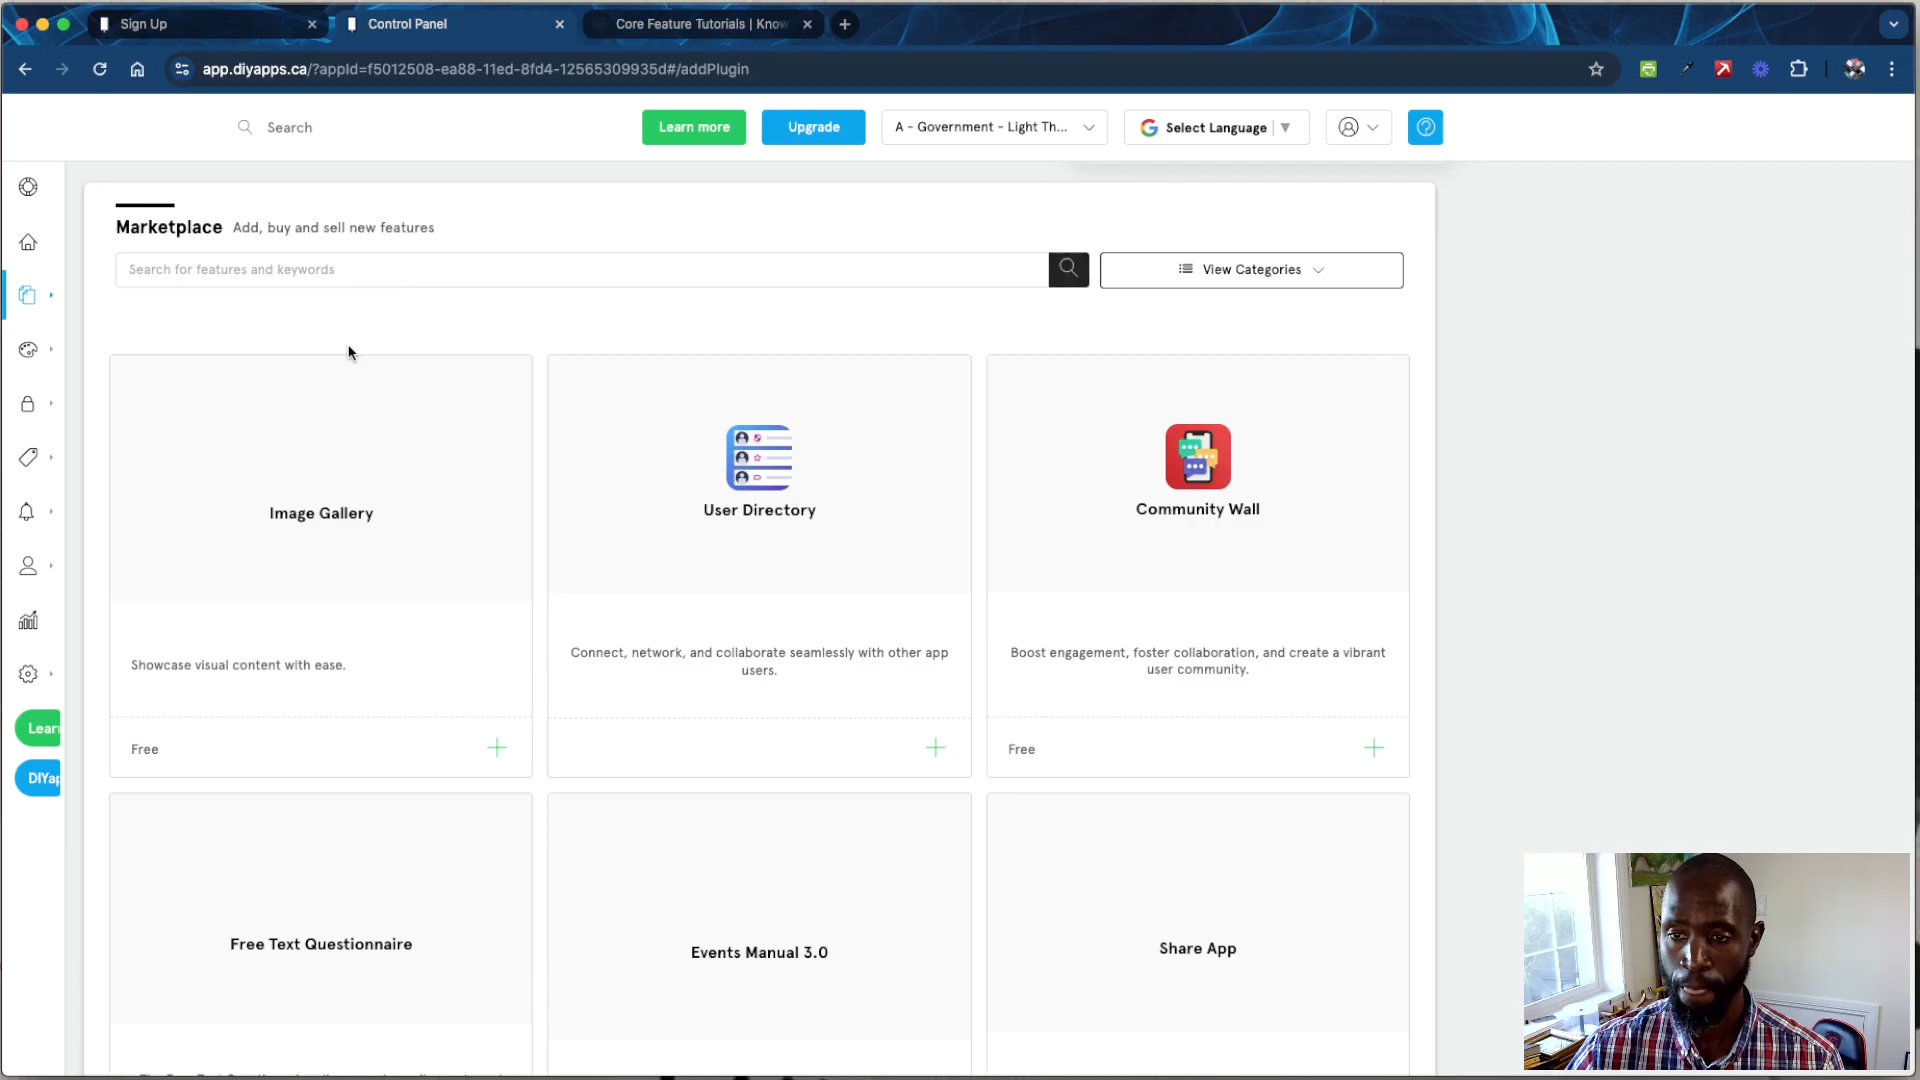 Sign Up
Control Panel
Core Feature Tutorials | Know
app.diyapps.ca/?appId=f5012508-ea88-11ed-8fd4-12565309935d#/addPlugin
Search
Learn more
Upgrade
A - Government - Light Th...
Select Language
Marketplace Add, buy and sell new features
Search for features and keywords
View Categories
Image Gallery
User Directory
Community Wall
Showcase visual content with ease.
Connect, network, and collaborate seamlessly with other app
users.
Boost engagement, foster collaboration, and create a vibrant
user community.
Lear
Free
Free
DIYap
Free Text Questionnaire
Events Manual 3.0
Share App